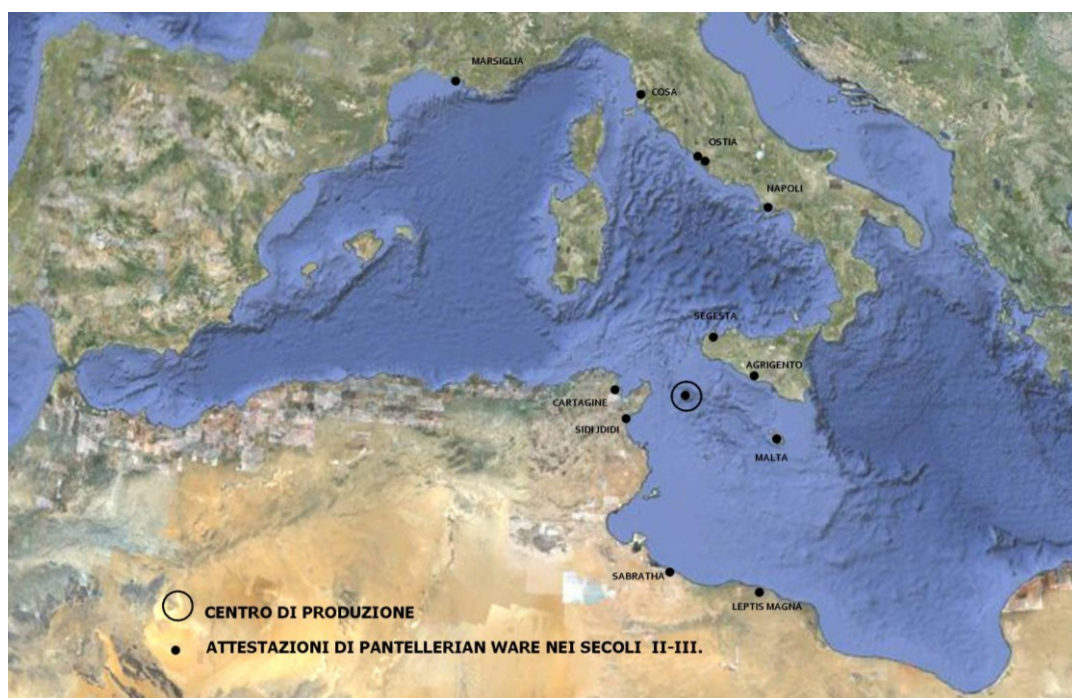 MARSIGLIA
COSA
OSTIA
NAPOLI
SEGESTA
AGRIGENTO
CARTAGINE
SIDI JDIDI
MALTA
SABRATHA
LEPTIS MAGNA
CENTRO DI PRODUZIONE
ATTESTAZIONI DI PANTELLERIAN WARE NEI SECOLI II-III.